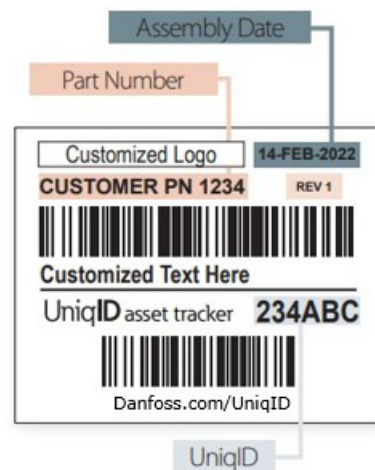 Assembly Date
Part Number
Customized Logo 14-FEB-2022
CUSTOMER PN 1234 REV 1
Customized Text Here
UniqID asset tracker 234ABC
Danfoss.com/UniqID
UniqID